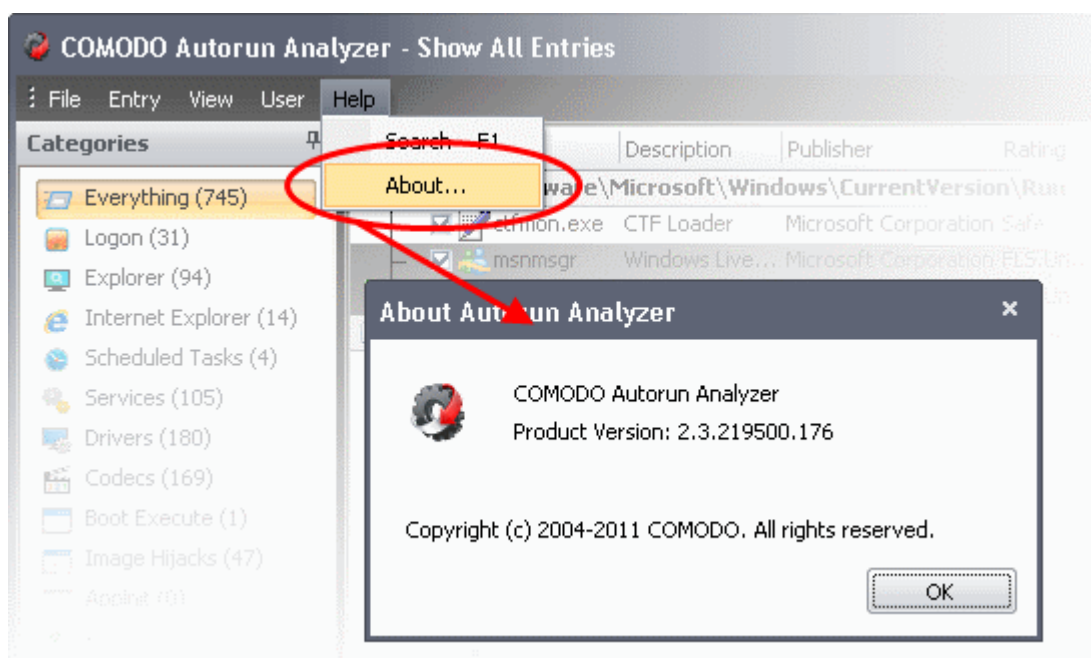 COMODO Autorun Analyzer - Show All Entries
File Entry View User Help
Categories
Search F1
About...
Description Publisher Rating
Everything (745)
ware\Microsoft\Windows\CurrentVersion\Run
ctfmon.exe CTF Loader Microsoft Corporation Safe
Logon (31)
msnmsgr Windows Live... Microsoft Corporation FLS.Un...
Explorer (94)
Internet Explorer (14)
Scheduled Tasks (4)
Services (105)
Drivers (180)
Codecs (169)
Boot Execute (1)
Image Hijacks (47)
AppInit (0)
About Autorun Analyzer
COMODO Autorun Analyzer
Product Version: 2.3.219500.176
Copyright (c) 2004-2011 COMODO. All rights reserved.
OK